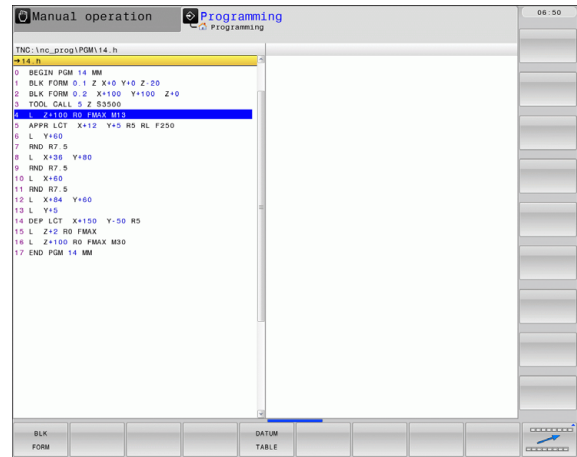 Manual operation
Programming
Programming
06:50
TNC:\nc_prog\PGM\14.h
→14.h
0 BEGIN PGM 14 MM
1 BLK FORM 0.1 Z X+0 Y+0 Z-20
2 BLK FORM 0.2 X+100 Y+100 Z+0
3 TOOL CALL 5 Z S3500
4 L Z+100 R0 FMAX M13
5 APPR LCT X+12 Y+5 R5 RL F250
6 L Y+60
7 RND R7.5
8 L X+36 Y+80
9 RND R7.5
10 L X+60
11 RND R7.5
12 L X+84 Y+60
13 L Y+5
14 DEP LCT X+150 Y-50 R5
15 L Z+2 R0 FMAX
16 L Z+100 R0 FMAX M30
17 END PGM 14 MM
BLK
FORM
DATUM
TABLE